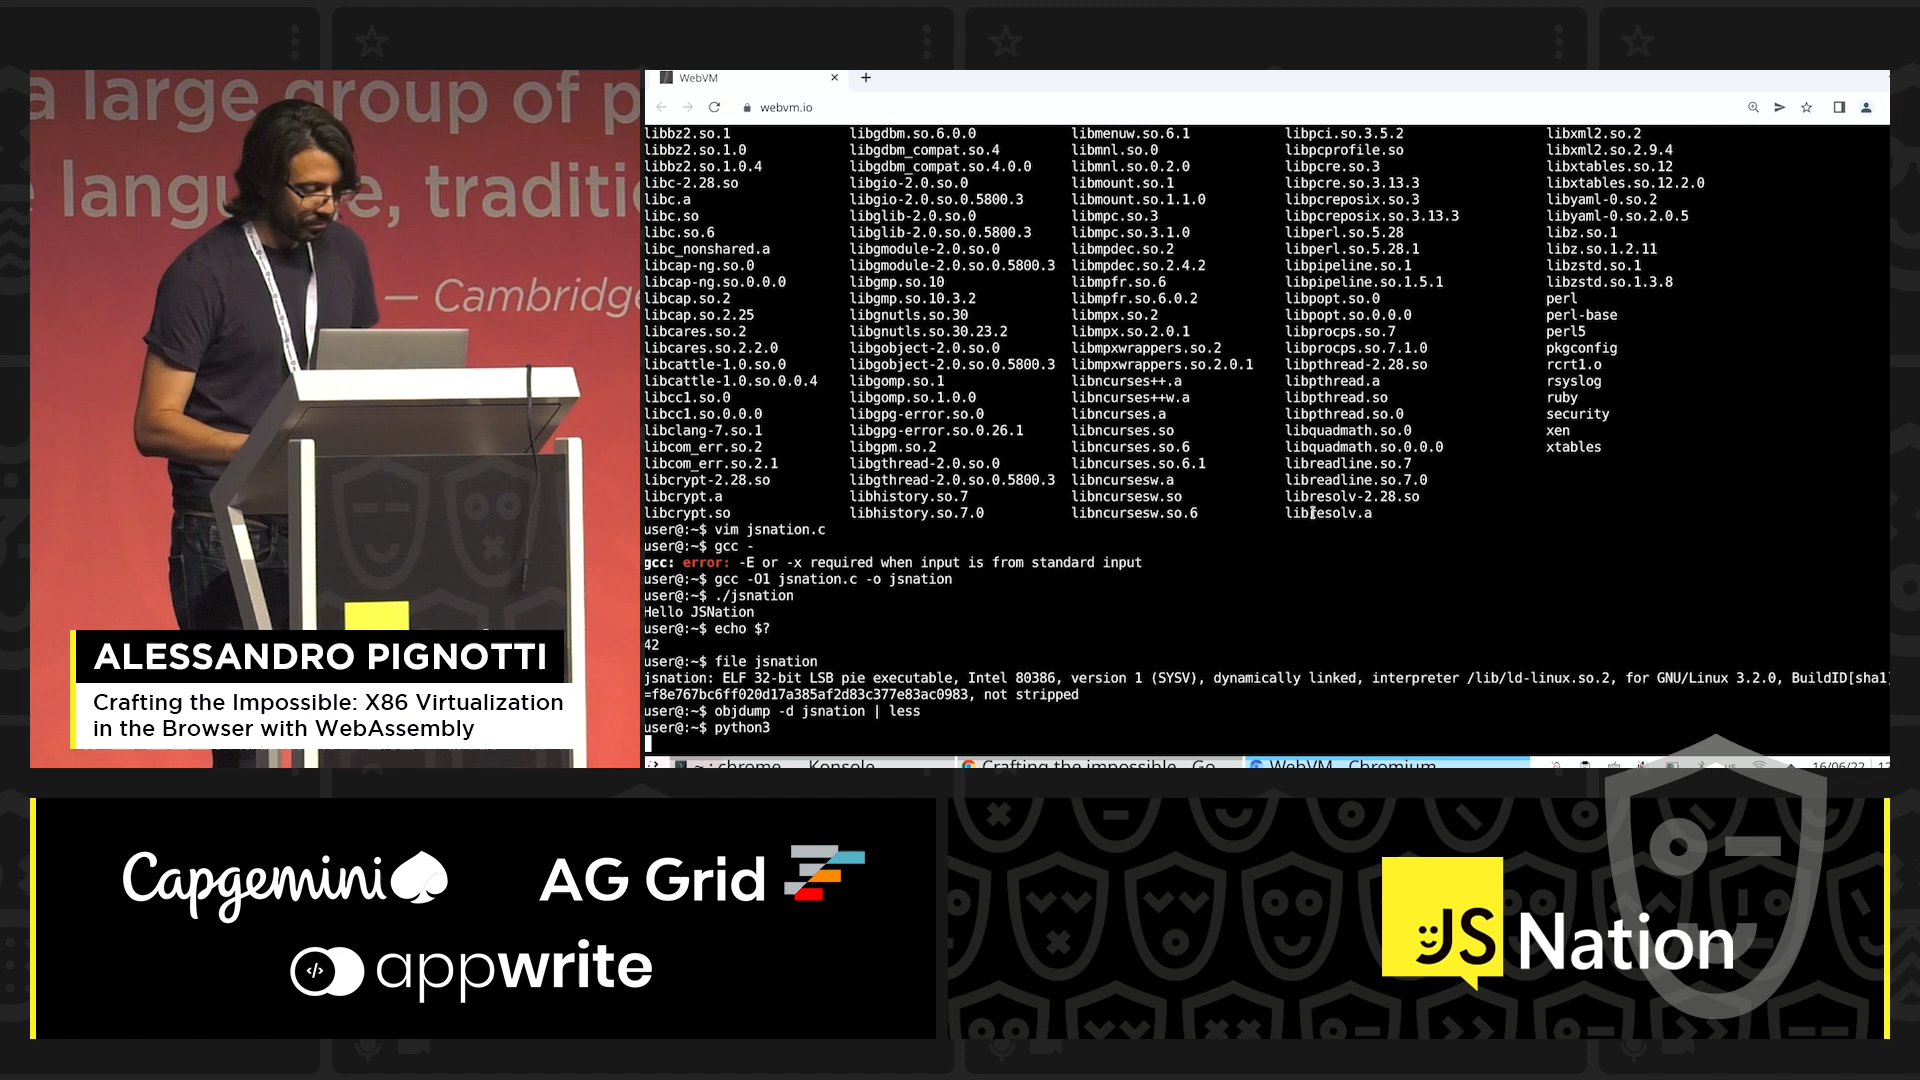 a large group of p
e langu e, traditi
— Cambridge
ALESSANDRO PIGNOTTI
Crafting the Impossible: X86 Virtualization
in the Browser with WebAssembly
WebVM
webvm.io
libbz2.so.1 libgdbm.so.6.0.0 libmenuw.so.6.1 libpci.so.3.5.2 libxml2.so.2
libbz2.so.1.0 libgdbm_compat.so.4 libmnl.so.0 libpcprofile.so libxml2.so.2.9.4
libbz2.so.1.0.4 libgdbm_compat.so.4.0.0 libmnl.so.0.2.0 libpcre.so.3 libxtables.so.12
libc-2.28.so libgio-2.0.so.0 libmount.so.1 libpcre.so.3.13.3 libxtables.so.12.2.0
libc.a libgio-2.0.so.0.5800.3 libmount.so.1.1.0 libpcreposix.so.3 libyaml-0.so.2
libc.so libglib-2.0.so.0 libmpc.so.3 libpcreposix.so.3.13.3 libyaml-0.so.2.0.5
libc.so.6 libglib-2.0.so.0.5800.3 libmpc.so.3.1.0 libperl.so.5.28 libz.so.1
libc_nonshared.a libgmodule-2.0.so.0 libmpdec.so.2 libperl.so.5.28.1 libz.so.1.2.11
libcap-ng.so.0 libgmodule-2.0.so.0.5800.3 libmpdec.so.2.4.2 libpipeline.so.1 libzstd.so.1
libcap-ng.so.0.0.0 libgmp.so.10 libmpfr.so.6 libpipeline.so.1.5.1 libzstd.so.1.3.8
libcap.so.2 libgmp.so.10.3.2 libmpfr.so.6.0.2 libpopt.so.0 perl
libcap.so.2.25 libgnutls.so.30 libmpx.so.2 libpopt.so.0.0.0 perl-base
libcares.so.2 libgnutls.so.30.23.2 libmpx.so.2.0.1 libprocps.so.7 perl5
libcares.so.2.2.0 libgobject-2.0.so.0 libmpxwrappers.so.2 libprocps.so.7.1.0 pkgconfig
libcattle-1.0.so.0 libgobject-2.0.so.0.5800.3 libmpxwrappers.so.2.0.1 libpthread-2.28.so rcrt1.o
libcattle-1.0.so.0.0.4 libgomp.so.1 libncurses++.a libpthread.a rsyslog
libcc1.so.0 libgomp.so.1.0.0 libncurses++w.a libpthread.so ruby
libcc1.so.0.0.0 libgpg-error.so.0 libncurses.a libpthread.so.0 security
libclang-7.so.1 libgpg-error.so.0.26.1 libncurses.so libquadmath.so.0 xen
libcom_err.so.2 libgpm.so.2 libncurses.so.6 libquadmath.so.0.0.0 xtables
libcom_err.so.2.1 libgthread-2.0.so.0 libncurses.so.6.1 libreadline.so.7
libcrypt-2.28.so libgthread-2.0.so.0.5800.3 libncursesw.a libreadline.so.7.0
libcrypt.a libhistory.so.7 libncursesw.so libresolv-2.28.so
libcrypt.so libhistory.so.7.0 libncursesw.so.6 libresolv.a
user@:~$ vim jsnation.c
user@:~$ gcc -
gcc: error: -E or -x required when input is from standard input
user@:~$ gcc -O1 jsnation.c -o jsnation
user@:~$ ./jsnation
Hello JSNation
user@:~$ echo $?
42
user@:~$ file jsnation
jsnation: ELF 32-bit LSB pie executable, Intel 80386, version 1 (SYSV), dynamically linked, interpreter /lib/ld-linux.so.2, for GNU/Linux 3.2.0, BuildID[sha1]
=f8e767bc6ff020d17a385af2d83c377e83ac0983, not stripped
user@:~$ objdump -d jsnation | less
user@:~$ python3
~ : chrome — Konsole Crafting the impossible - Go WebVM - Chromium us 16/06/22
Capgemini AG Grid
appwrite
JS Nation